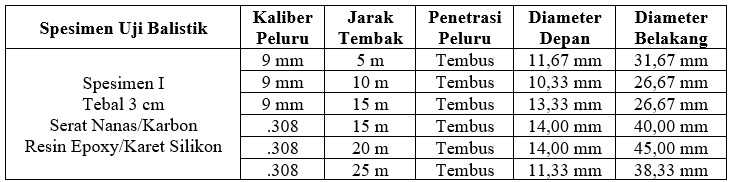 Spesimen Uji Balistik Kaliber Peluru Jarak Tembak Penetrasi Peluru Diameter Depan Diameter Belakang
Spesimen I
Tebal 3 cm
Serat Nanas/Karbon
Resin Epoxy/Karet Silikon
9 mm 5 m Tembus 11,67 mm 31,67 mm
9 mm 10 m Tembus 10,33 mm 26,67 mm
9 mm 15 m Tembus 13,33 mm 26,67 mm
.308 15 m Tembus 14,00 mm 40,00 mm
.308 20 m Tembus 14,00 mm 45,00 mm
.308 25 m Tembus 11,33 mm 38,33 mm